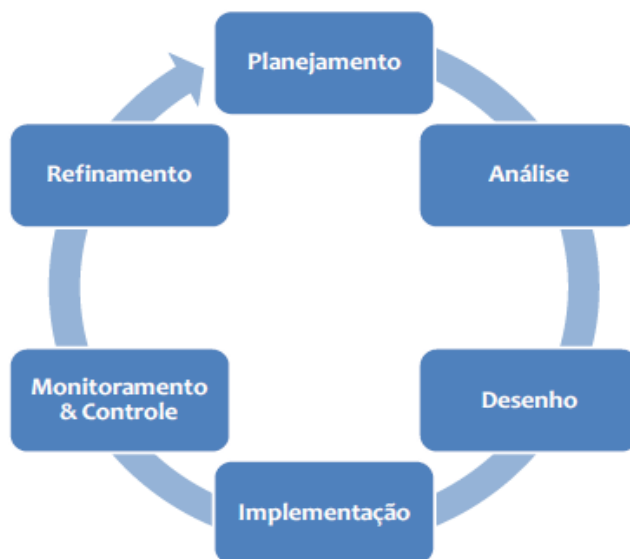 Planejamento
Análise
Desenho
Implementação
Monitoramento
& Controle
Refinamento